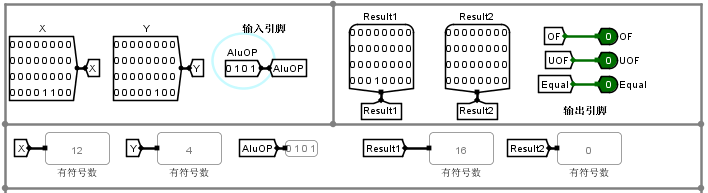 X
00000000
00000000
00000000
00001100
X
Y
00000000
00000000
00000000
00000100
Y
输入引脚
AluOP
0101
AluOP
Result1
00000000
00000000
00000000
00010000
Result1
Result2
00000000
00000000
00000000
00000000
Result2
OF 0 OF
UOF 0 UOF
Equal 0 Equal
输出引脚
X 12
有符号数
Y 4
有符号数
AluOP 0101
Result1 16
有符号数
Result2 0
有符号数